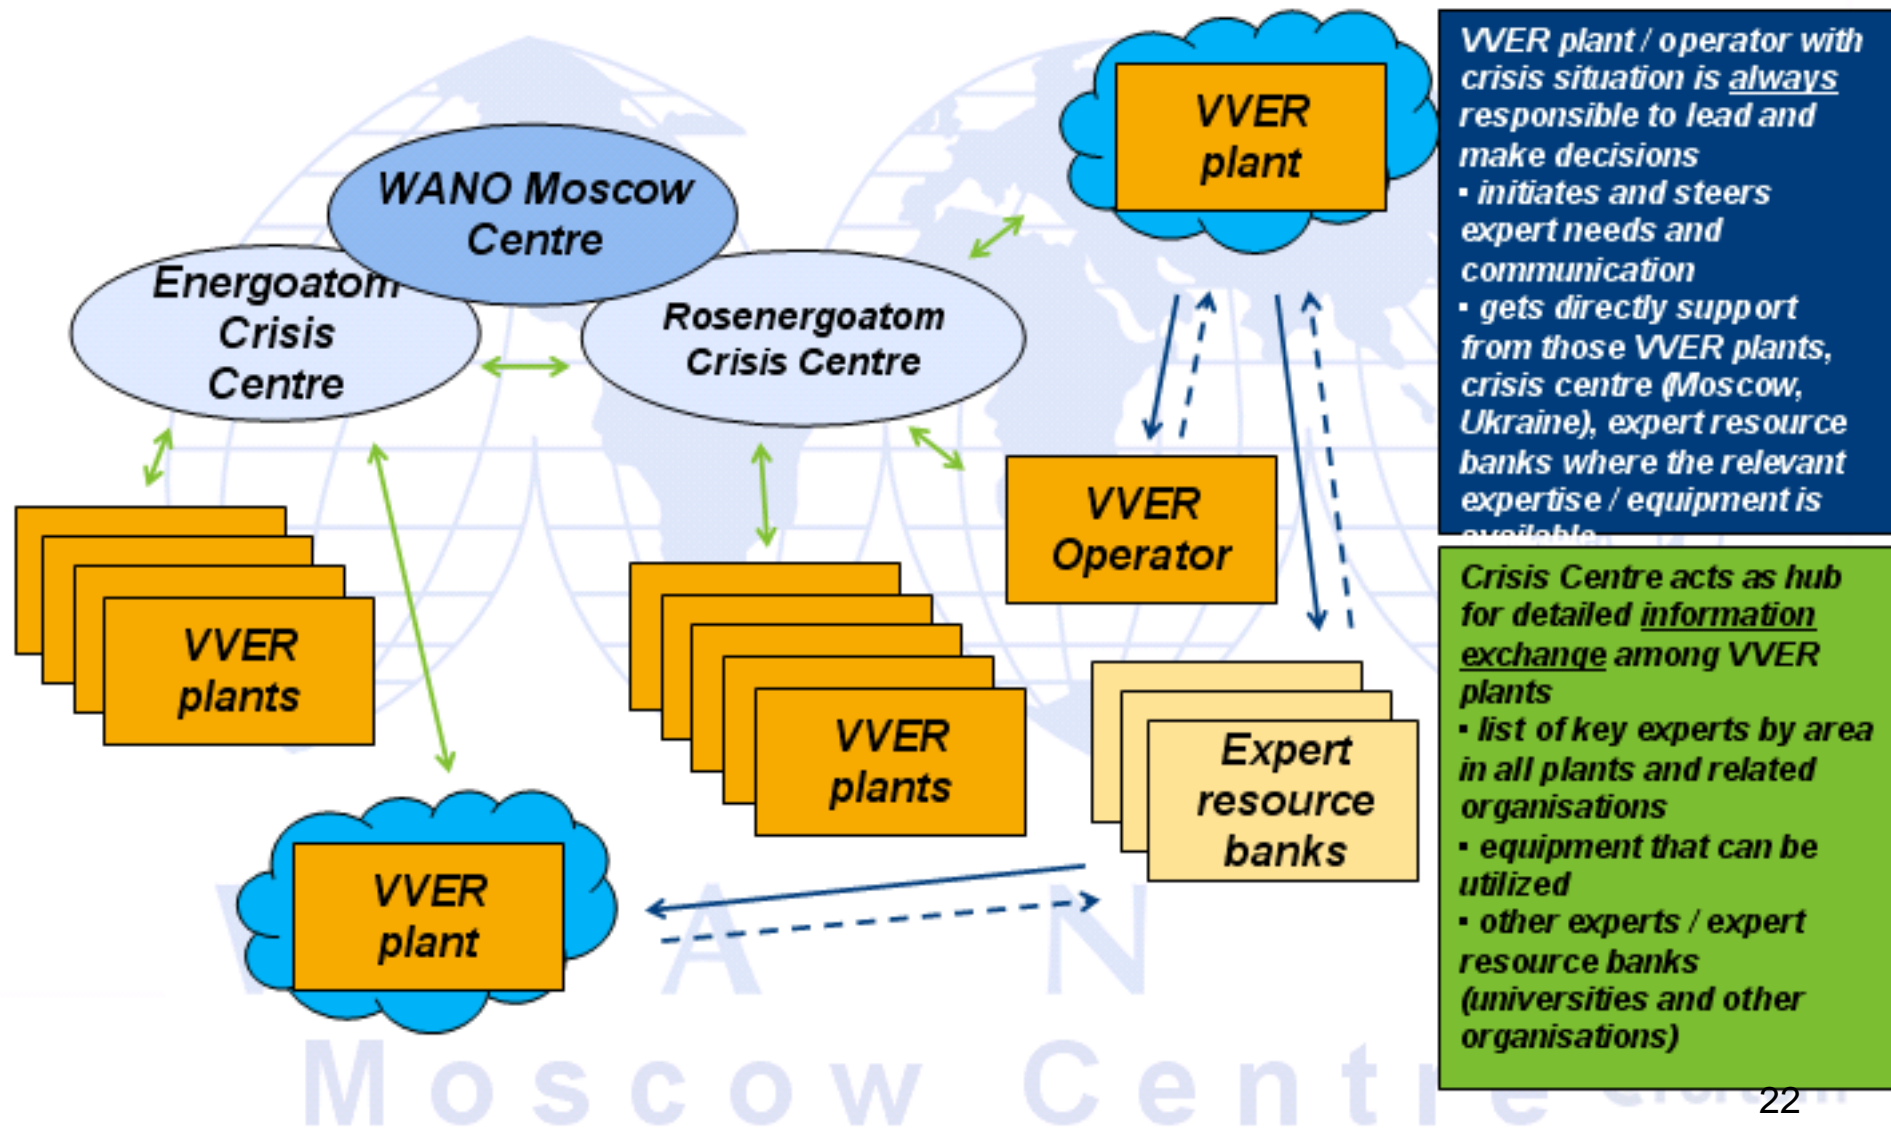 WANO Moscow
Centre
Energoatom
Crisis
Centre
Rosenergoatom
Crisis Centre
VVER
plant
VVER
Operator
VVER
plants
VVER
plants
Expert
resource
banks
VVER
plant
VVER plant / operator with
crisis situation is always
responsible to lead and
make decisions
▪ initiates and steers
expert needs and
communication
▪ gets directly support
from those VVER plants,
crisis centre (Moscow,
Ukraine), expert resource
banks where the relevant
expertise / equipment is
available
Crisis Centre acts as hub
for detailed information
exchange among VVER
plants
▪ list of key experts by area
in all plants and related
organisations
▪ equipment that can be
utilized
▪ other experts / expert
resource banks
(universities and other
organisations)
W A N
Moscow Centre
22